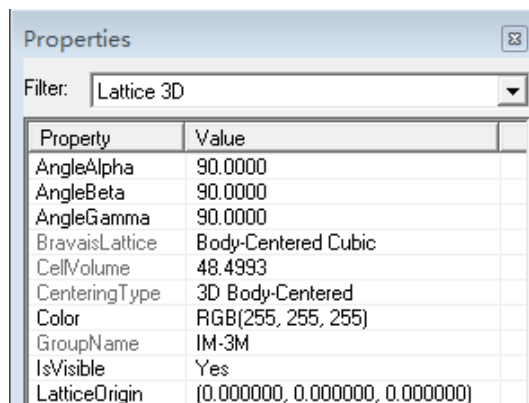 Properties
Filter: Lattice 3D
Property Value
AngleAlpha 90.0000
AngleBeta 90.0000
AngleGamma 90.0000
BravaisLattice Body-Centered Cubic
CellVolume 48.4993
CenteringType 3D Body-Centered
Color RGB(255, 255, 255)
GroupName IM-3M
IsVisible Yes
LatticeOrigin (0.000000, 0.000000, 0.000000)